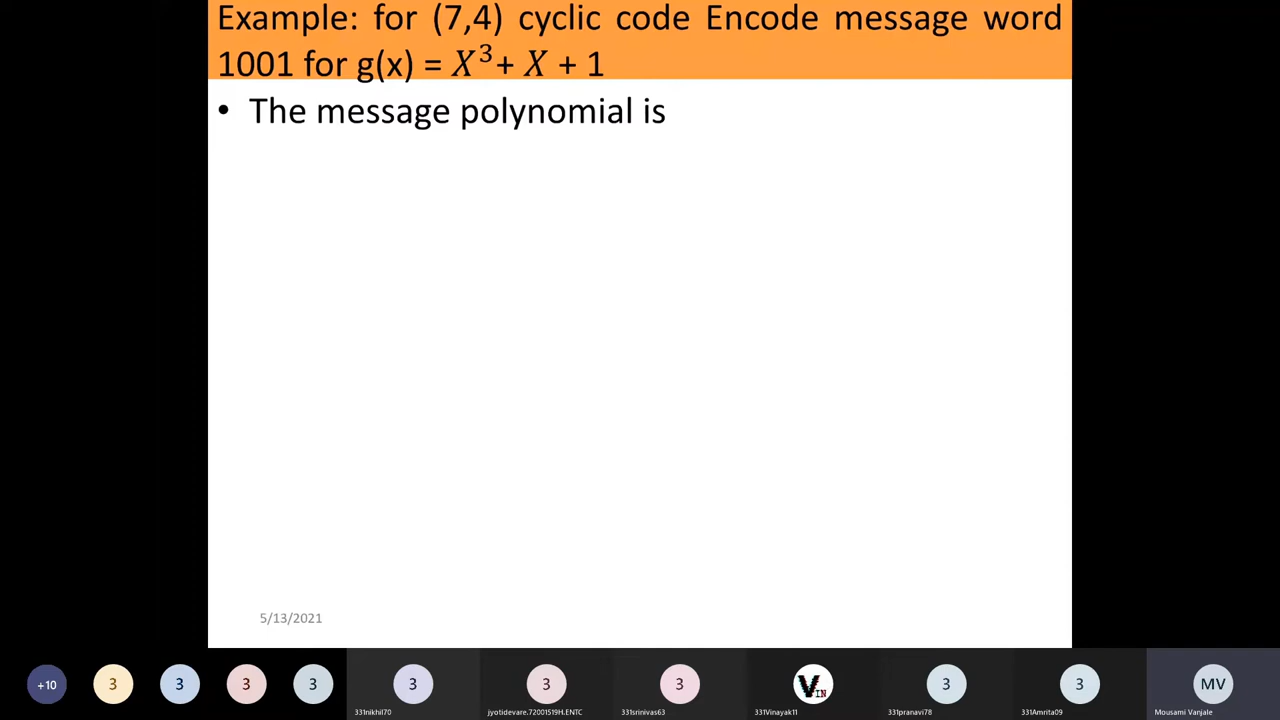 Example: for (7,4) cyclic code Encode message word
1001 for g(x) = X³+ X + 1
• The message polynomial is
5/13/2021
+10
3
3
3
3
3
3
3
V IN
3
3
MV
331nikhil70
jyotidevare.72001519H.ENTC
331srinivas63
331Vinayak11
331pranavi78
331Amrita09
Mousami Vanjale